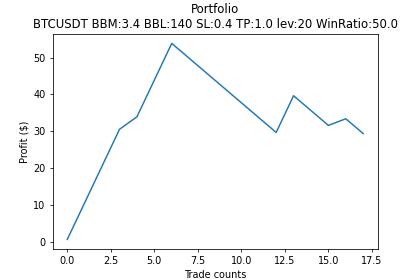 Portfolio
BTCUSDT BBM:3.4 BBL:140 SL:0.4 TP:1.0 lev:20 WinRatio:50.0
50
40
30
20
10
0
Profit ($)
0.0 2.5 5.0 7.5 10.0 12.5 15.0 17.5
Trade counts